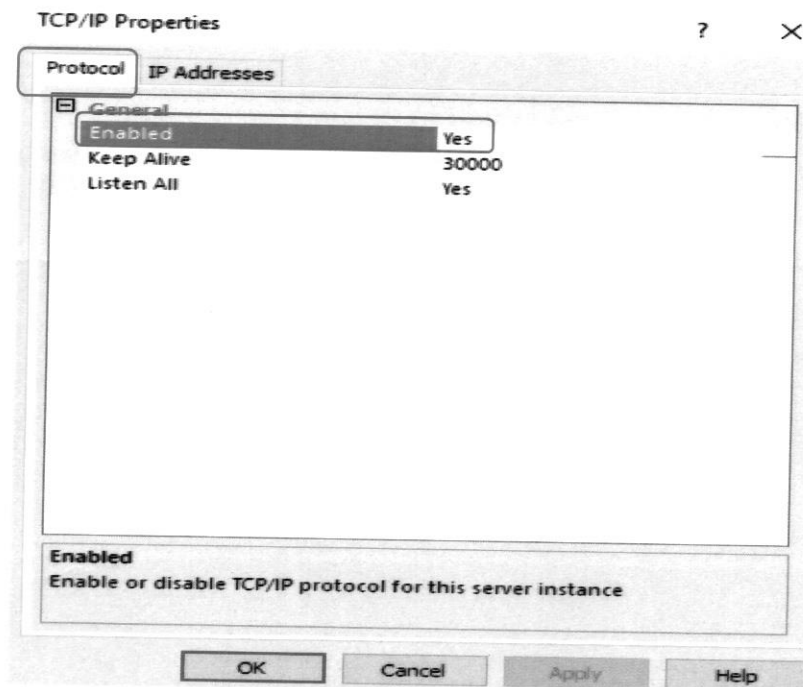 TCP/IP Properties
? ×
Protocol IP Addresses
General
Enabled Yes
Keep Alive 30000
Listen All Yes
Enabled
Enable or disable TCP/IP protocol for this server instance
OK Cancel Apply Help